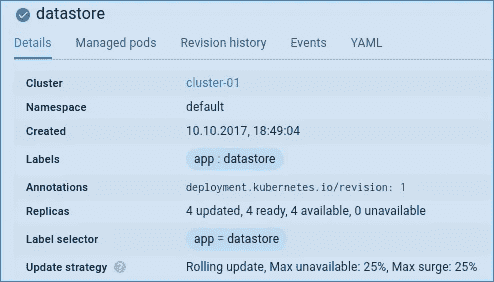 datastore
Details Managed pods Revision history Events YAML
Cluster cluster-01
Namespace default
Created 10.10.2017, 18:49:04
Labels app : datastore
Annotations deployment.kubernetes.io/revision: 1
Replicas 4 updated, 4 ready, 4 available, 0 unavailable
Label selector app = datastore
Update strategy ? Rolling update, Max unavailable: 25%, Max surge: 25%